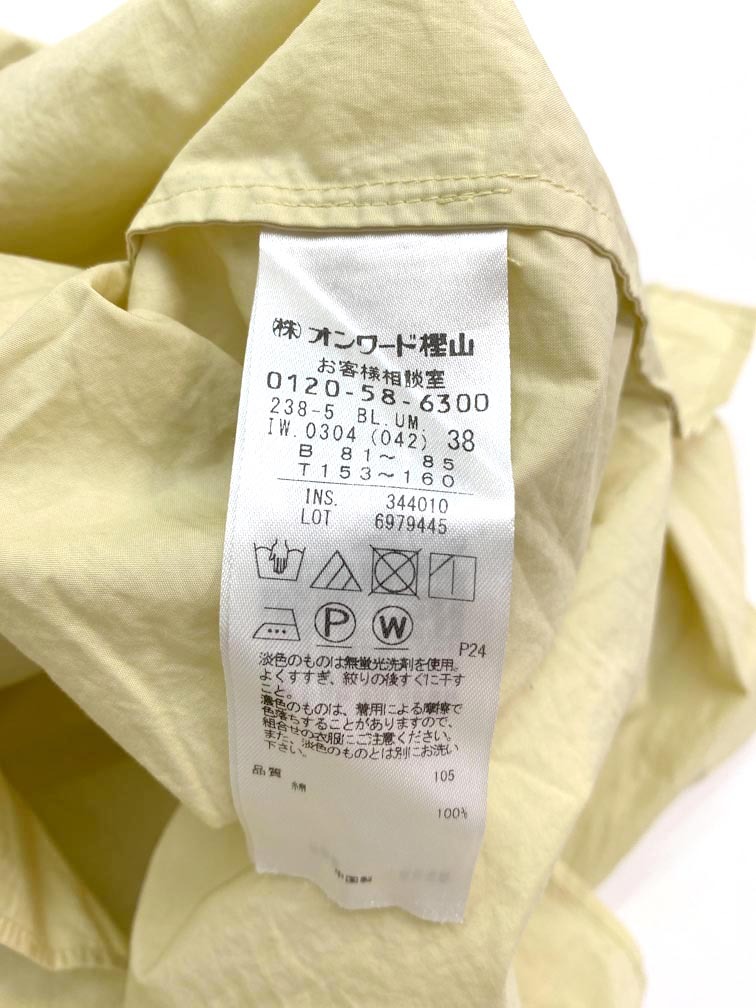 ㈱オンワード樫山
お客様相談室
0120-58-6300
238-5 BL.UM.
IW.0304 (042) 38
B 81～ 85
T153～160
INS. 344010
LOT 6979445
P W
P24
淡色のものは無蛍光洗剤を使用。
よくすすぎ、絞りの後すぐに干す
こと。
濃色のものは、着用による摩擦で
色落ちすることがありますので、
組合せの衣服にご注意ください。
また、淡色のものとは別にお洗い
下さい。
品質 105
綿
100%
中国製